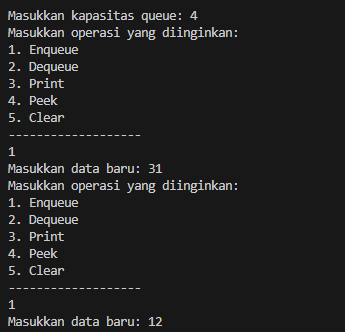 Masukkan kapasitas queue: 4
Masukkan operasi yang diinginkan:
1. Enqueue
2. Dequeue
3. Print
4. Peek
5. Clear
-------------------
1
Masukkan data baru: 31
Masukkan operasi yang diinginkan:
1. Enqueue
2. Dequeue
3. Print
4. Peek
5. Clear
-------------------
1
Masukkan data baru: 12